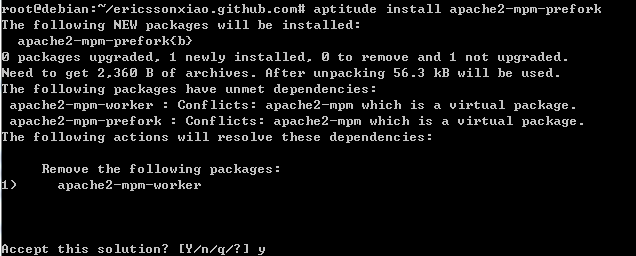 root@debian:~/ericssonxiao.github.com# aptitude install apache2-mpm-prefork
The following NEW packages will be installed:
  apache2-mpm-prefork{b}
0 packages upgraded, 1 newly installed, 0 to remove and 1 not upgraded.
Need to get 2,360 B of archives. After unpacking 56.3 kB will be used.
The following packages have unmet dependencies:
 apache2-mpm-worker : Conflicts: apache2-mpm which is a virtual package.
 apache2-mpm-prefork : Conflicts: apache2-mpm which is a virtual package.
The following actions will resolve these dependencies:
     Remove the following packages:
1)     apache2-mpm-worker
Accept this solution? [Y/n/q/?] y